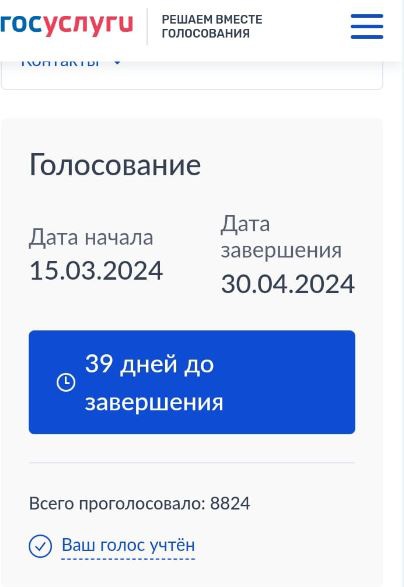 госуслуги
РЕШАЕМ ВМЕСТЕ
ГОЛОСОВАНИЯ
Контакты
Голосование
Дата начала
15.03.2024
Дата
завершения
30.04.2024
39 дней до
завершения
Всего проголосовало: 8824
Ваш голос учтён